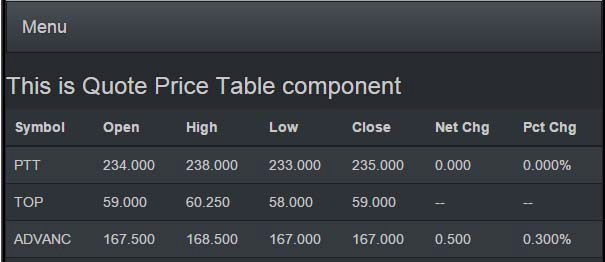 Menu
This is Quote Price Table component
Symbol Open High Low Close Net Chg Pct Chg
PTT 234.000 238.000 233.000 235.000 0.000 0.000%
TOP 59.000 60.250 58.000 59.000 -- --
ADVANC 167.500 168.500 167.000 167.000 0.500 0.300%